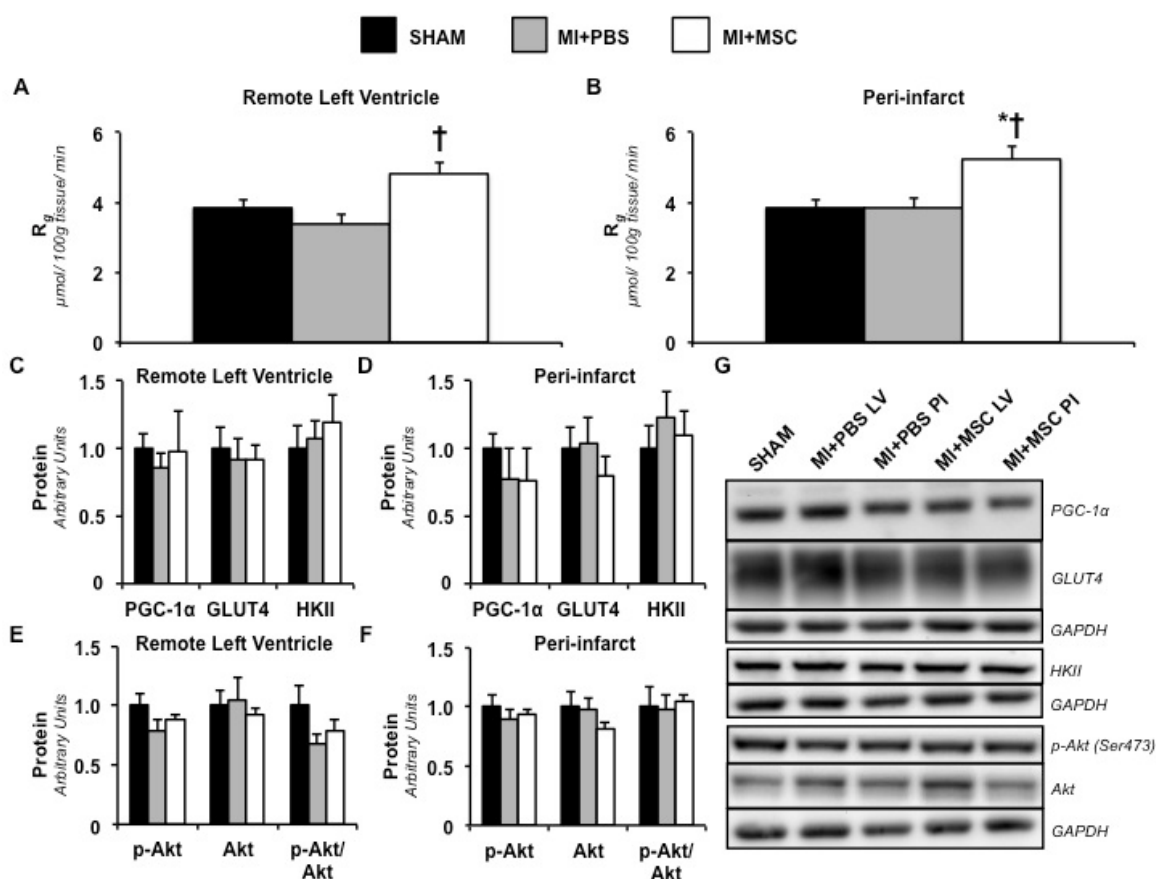 SHAM MI+PBS MI+MSC
A
Remote Left Ventricle
†
6
4
2
0
Rg
µmol/ 100g tissue/ min
B
Peri-infarct
*†
6
4
2
0
Rg
µmol/ 100g tissue/ min
C
Remote Left Ventricle
1.5
1.0
0.5
0
Protein
Arbitrary Units
PGC-1α GLUT4 HKII
D
Peri-infarct
1.5
1.0
0.5
0
Protein
Arbitrary Units
PGC-1α GLUT4 HKII
E
Remote Left Ventricle
1.5
1.0
0.5
0
Protein
Arbitrary Units
p-Akt Akt p-Akt/
Akt
F
Peri-infarct
1.5
1.0
0.5
0
Protein
Arbitrary Units
p-Akt Akt p-Akt/
Akt
G
SHAM
MI+PBS LV
MI+PBS PI
MI+MSC LV
MI+MSC PI
PGC-1α
GLUT4
GAPDH
HKII
GAPDH
p-Akt (Ser473)
Akt
GAPDH